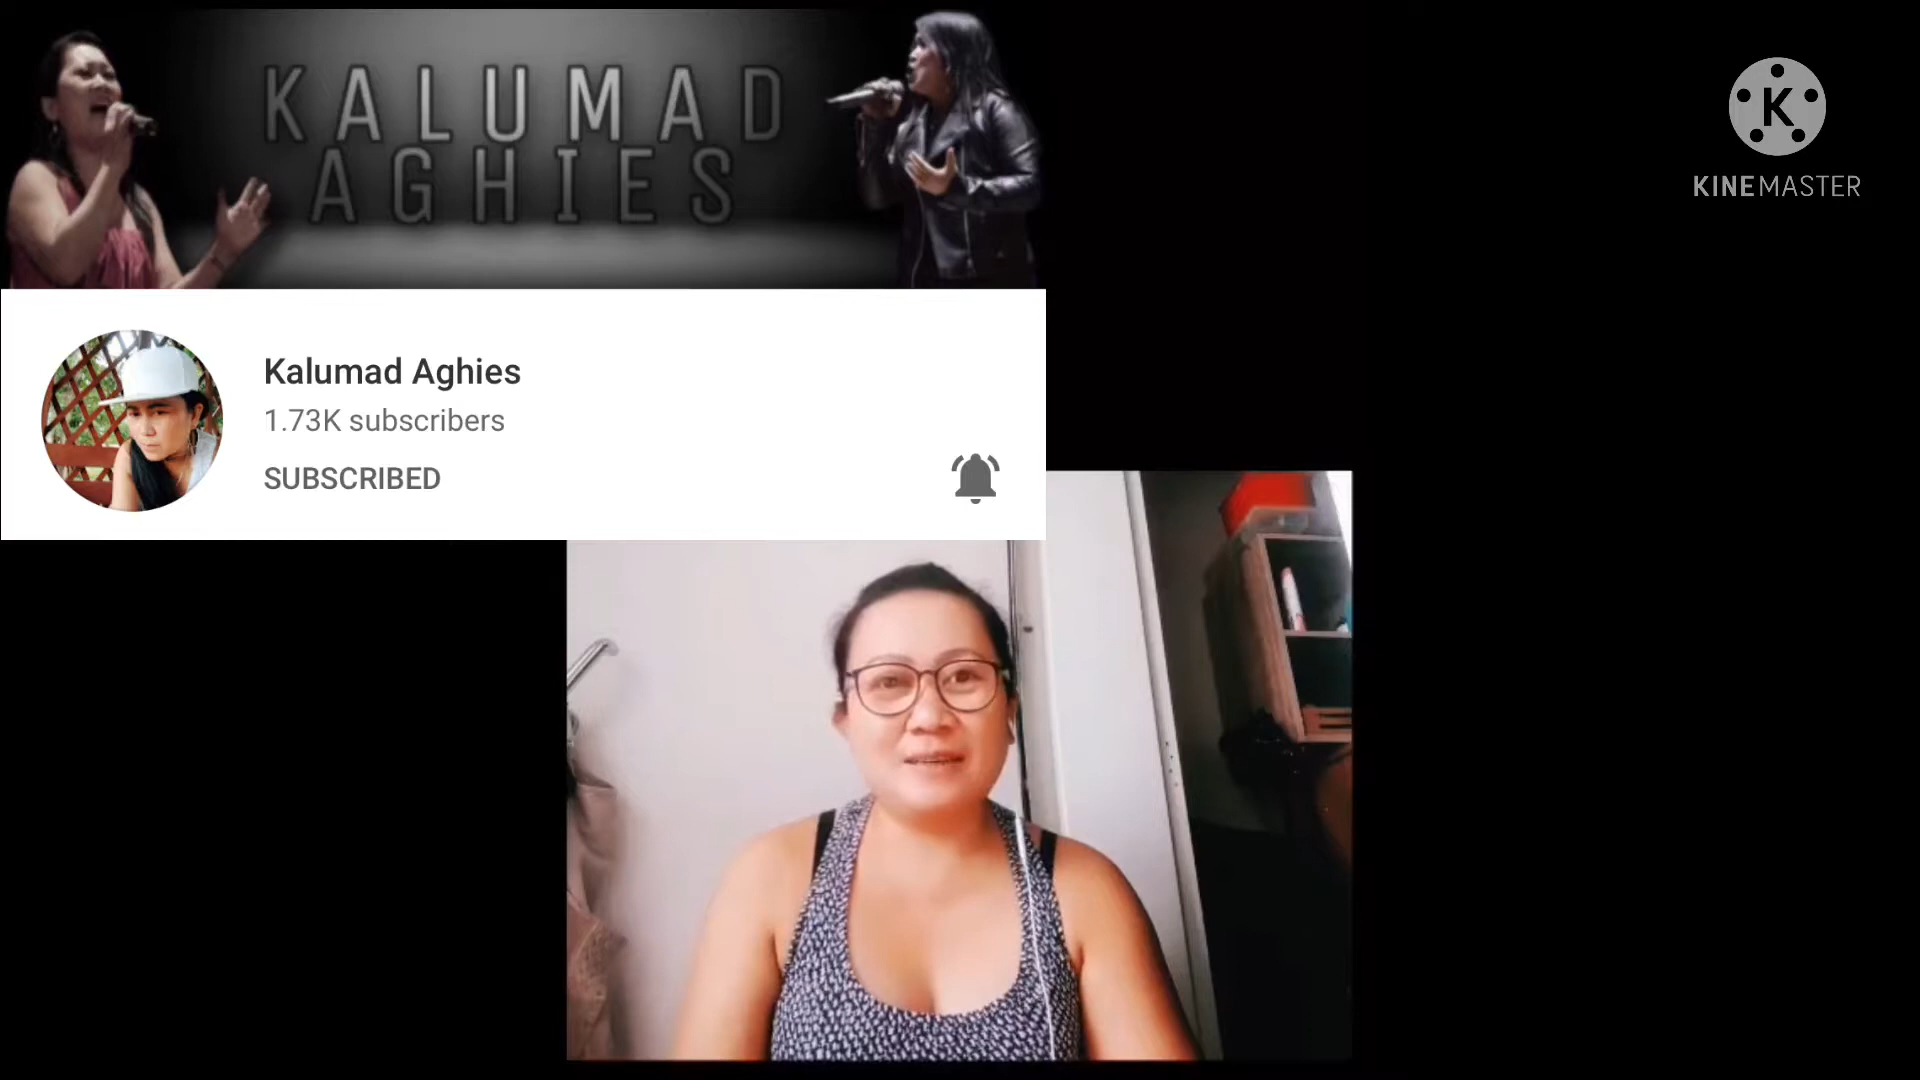 KALUMAD
AGHIES
K
KINEMASTER
Kalumad Aghies
1.73K subscribers
SUBSCRIBED